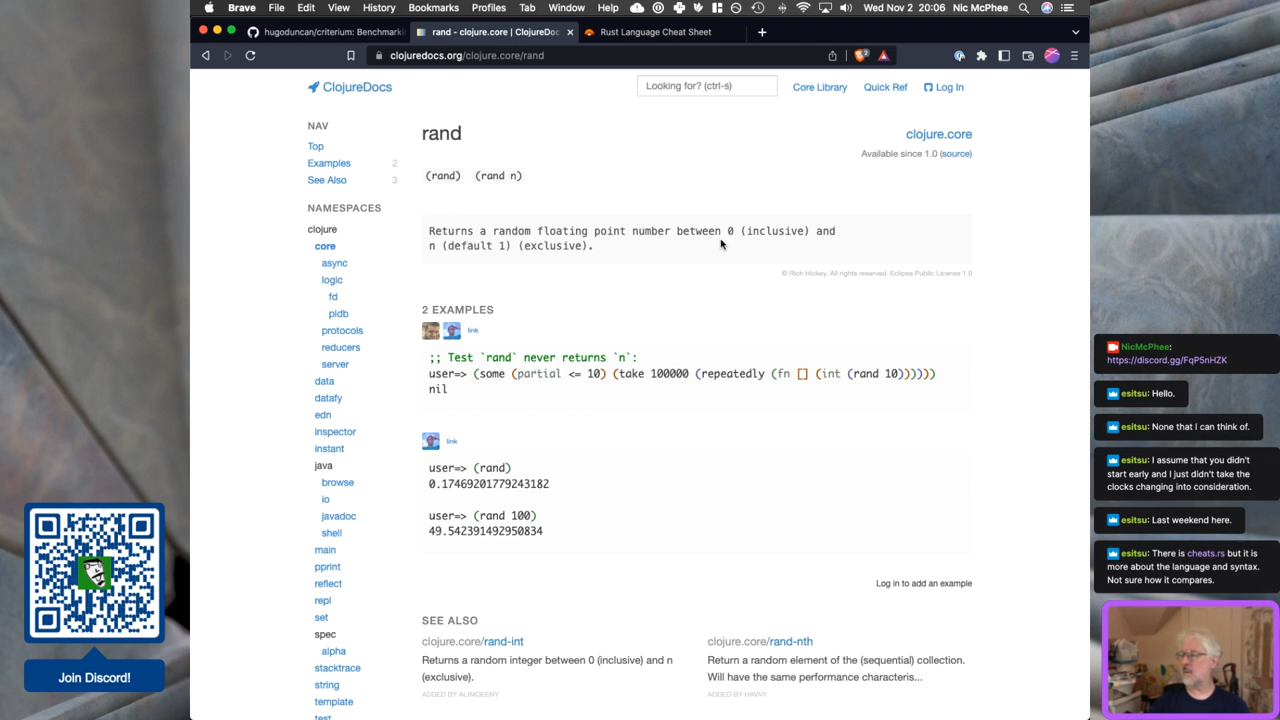 Brave File Edit View History Bookmarks Profiles Tab Window Help Wed Nov 2 20:06 Nic McPhee
hugoduncan/criterium: Benchmarkin
rand - clojure.core | ClojureDoc
Rust Language Cheat Sheet
clojuredocs.org/clojure.core/rand
ClojureDocs
Looking for? (ctrl-s)
Core Library
Quick Ref
Log In
NAV
Top
Examples 2
See Also 3
NAMESPACES
clojure
core
async
logic
fd
pldb
protocols
reducers
server
data
datafy
edn
inspector
instant
java
browse
io
javadoc
shell
main
pprint
reflect
repl
set
spec
alpha
stacktrace
string
template
test
rand
clojure.core
Available since 1.0 (source)
(rand) (rand n)
Returns a random floating point number between 0 (inclusive) and
n (default 1) (exclusive).
© Rich Hickey. All rights reserved. Eclipse Public License 1.0
2 EXAMPLES
link
;; Test `rand` never returns `n`:
user=> (some (partial <= 10) (take 100000 (repeatedly (fn [] (int (rand 10))))))
nil
link
user=> (rand)
0.17469201779243182
user=> (rand 100)
49.542391492950834
Log in to add an example
SEE ALSO
clojure.core/rand-int
Returns a random integer between 0 (inclusive) and n
(exclusive).
ADDED BY ALIMOEENY
clojure.core/rand-nth
Return a random element of the (sequential) collection.
Will have the same performance characteris...
ADDED BY HAVVY
NicMcPhee:
https://discord.gg/FqP5nHZK
esitsu: Hello.
esitsu: None that I can think of.
esitsu: I assume that you didn't
start early and I just didn't take the
clocks changing into consideration.
esitsu: Last weekend here.
esitsu: There is cheats.rs but it is
more about the language and syntax.
Not sure how it compares.
Join Discord!